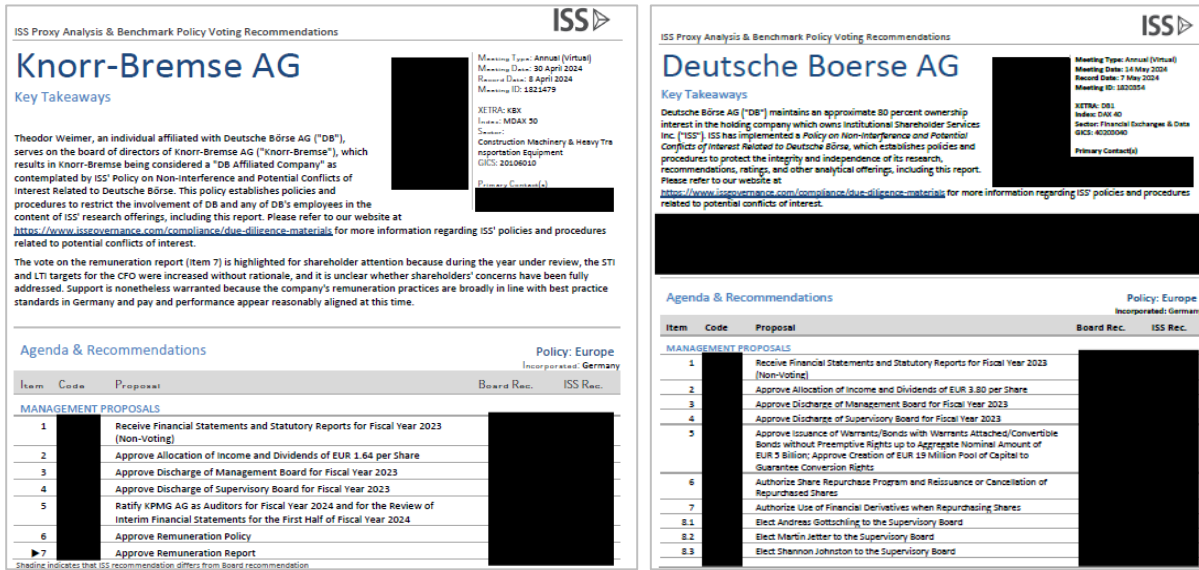 ISS
ISS Proxy Analysis & Benchmark Policy Voting Recommendations
Knorr-Bremse AG
Key Takeaways
Meeting Type: Annual (Virtual)
Meeting Date: 30 April 2024
Record Date: 8 April 2024
Meeting ID: 1821479
XETRA: KBX
Index: MDAX 50
Sector:
Construction Machinery & Heavy Tra
nsportation Equipment
GICS: 20106010
Primary Contact(s)
Theodor Weimer, an individual affiliated with Deutsche Börse AG ("DB"),
serves on the board of directors of Knorr-Bremse AG ("Knorr-Bremse"), which
results in Knorr-Bremse being considered a "DB Affiliated Company" as
contemplated by ISS' Policy on Non-Interference and Potential Conflicts of
Interest Related to Deutsche Börse. This policy establishes policies and
procedures to restrict the involvement of DB and any of DB's employees in the
content of ISS' research offerings, including this report. Please refer to our website at
https://www.issgovernance.com/compliance/due-diligence-materials for more information regarding ISS' policies and procedures
related to potential conflicts of interest.
The vote on the remuneration report (Item 7) is highlighted for shareholder attention because during the year under review, the STI
and LTI targets for the CFO were increased without rationale, and it is unclear whether shareholders' concerns have been fully
addressed. Support is nonetheless warranted because the company's remuneration practices are broadly in line with best practice
standards in Germany and pay and performance appear reasonably aligned at this time.
Agenda & Recommendations
Policy: Europe
Incorporated: Germany
Item Code Proposal Board Rec. ISS Rec.
MANAGEMENT PROPOSALS
1 Receive Financial Statements and Statutory Reports for Fiscal Year 2023
(Non-Voting)
2 Approve Allocation of Income and Dividends of EUR 1.64 per Share
3 Approve Discharge of Management Board for Fiscal Year 2023
4 Approve Discharge of Supervisory Board for Fiscal Year 2023
5 Ratify KPMG AG as Auditors for Fiscal Year 2024 and for the Review of
Interim Financial Statements for the First Half of Fiscal Year 2024
6 Approve Remuneration Policy
▶7 Approve Remuneration Report
Shading indicates that ISS recommendation differs from Board recommendation
ISS
ISS Proxy Analysis & Benchmark Policy Voting Recommendations
Deutsche Boerse AG
Key Takeaways
Meeting Type: Annual (Virtual)
Meeting Date: 14 May 2024
Record Date: 7 May 2024
Meeting ID: 1820354
XETRA: DB1
Index: DAX 40
Sector: Financial Exchanges & Data
GICS: 40203040
Primary Contact(s)
Deutsche Börse AG ("DB") maintains an approximate 80 percent ownership
interest in the holding company which owns Institutional Shareholder Services
Inc. ("ISS"). ISS has implemented a Policy on Non-Interference and Potential
Conflicts of Interest Related to Deutsche Börse, which establishes policies and
procedures to protect the integrity and independence of its research,
recommendations, ratings, and other analytical offerings, including this report.
Please refer to our website at
https://www.issgovernance.com/compliance/due-diligence-materials for more information regarding ISS' policies and procedures
related to potential conflicts of interest.
Agenda & Recommendations
Policy: Europe
Incorporated: German
Item Code Proposal Board Rec. ISS Rec.
MANAGEMENT PROPOSALS
1 Receive Financial Statements and Statutory Reports for Fiscal Year 2023
(Non-Voting)
2 Approve Allocation of Income and Dividends of EUR 3.80 per Share
3 Approve Discharge of Management Board for Fiscal Year 2023
4 Approve Discharge of Supervisory Board for Fiscal Year 2023
5 Approve Issuance of Warrants/Bonds with Warrants Attached/Convertible
Bonds without Preemptive Rights up to Aggregate Nominal Amount of
EUR 5 Billion; Approve Creation of EUR 19 Million Pool of Capital to
Guarantee Conversion Rights
6 Authorize Share Repurchase Program and Reissuance or Cancellation of
Repurchased Shares
7 Authorize Use of Financial Derivatives when Repurchasing Shares
8.1 Elect Andreas Gottschling to the Supervisory Board
8.2 Elect Martin Jetter to the Supervisory Board
8.3 Elect Shannon Johnston to the Supervisory Board